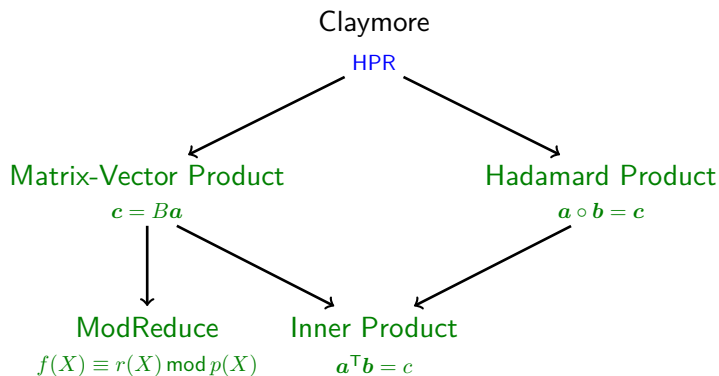 Claymore
HPR
Matrix-Vector Product
Hadamard Product
c = Ba
a ∘ b = c
ModReduce
Inner Product
f(X) ≡ r(X) mod p(X)
aᵀb = c